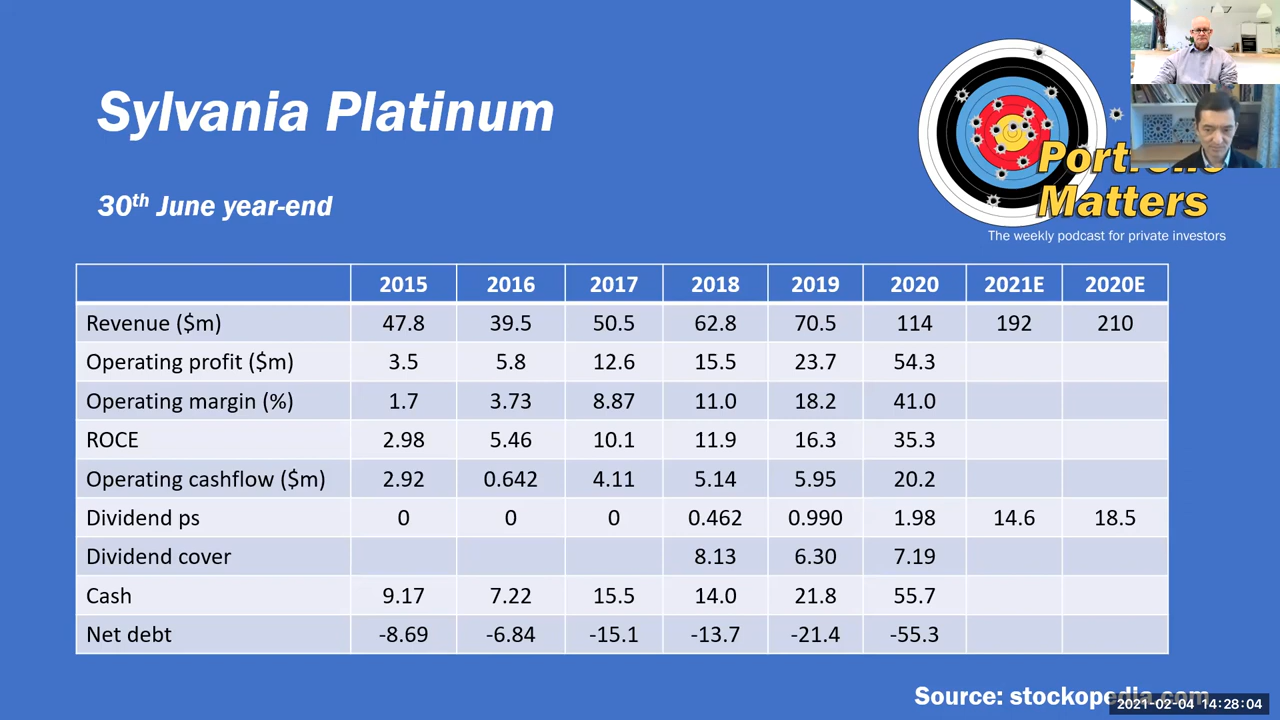 Sylvania Platinum
30th June year-end
Portfolio
Matters
The weekly podcast for private investors
2015 2016 2017 2018 2019 2020 2021E 2020E
Revenue ($m) 47.8 39.5 50.5 62.8 70.5 114 192 210
Operating profit ($m) 3.5 5.8 12.6 15.5 23.7 54.3
Operating margin (%) 1.7 3.73 8.87 11.0 18.2 41.0
ROCE 2.98 5.46 10.1 11.9 16.3 35.3
Operating cashflow ($m) 2.92 0.642 4.11 5.14 5.95 20.2
Dividend ps 0 0 0 0.462 0.990 1.98 14.6 18.5
Dividend cover 8.13 6.30 7.19
Cash 9.17 7.22 15.5 14.0 21.8 55.7
Net debt -8.69 -6.84 -15.1 -13.7 -21.4 -55.3
Source: stockopedia.com
2021-02-04 14:28:04